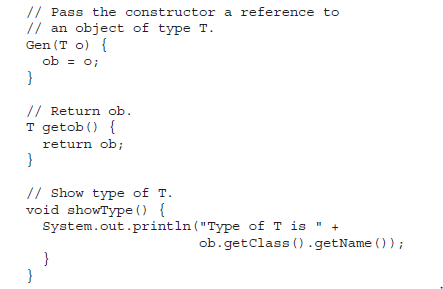 // Pass the constructor a reference to
// an object of type T.
Gen(T o) {
ob = o;
}
// Return ob.
T getob() {
return ob;
}
// Show type of T.
void showType() {
System.out.println("Type of T is " +
ob.getClass().getName());
}
}
.